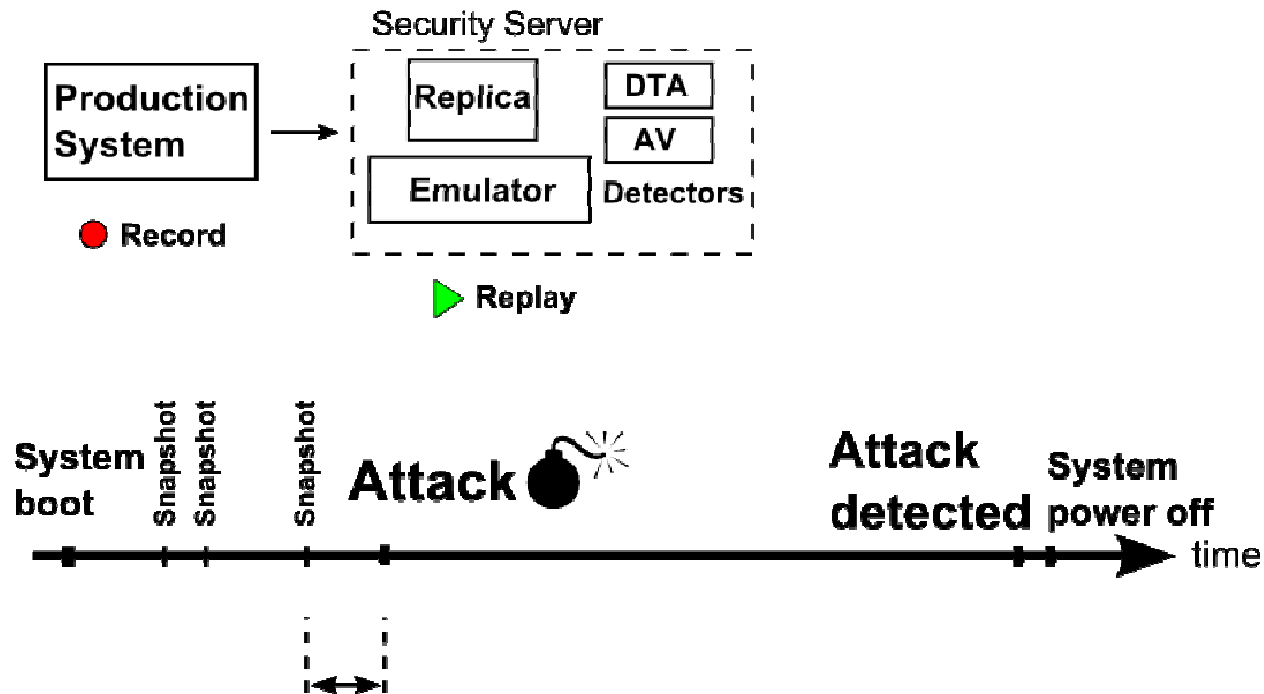 Security Server
Production
System
Replica
DTA
AV
Emulator
Detectors
Record
Replay
System
boot
Snapshot
Snapshot
Snapshot
Attack
Attack
detected
System
power off
time